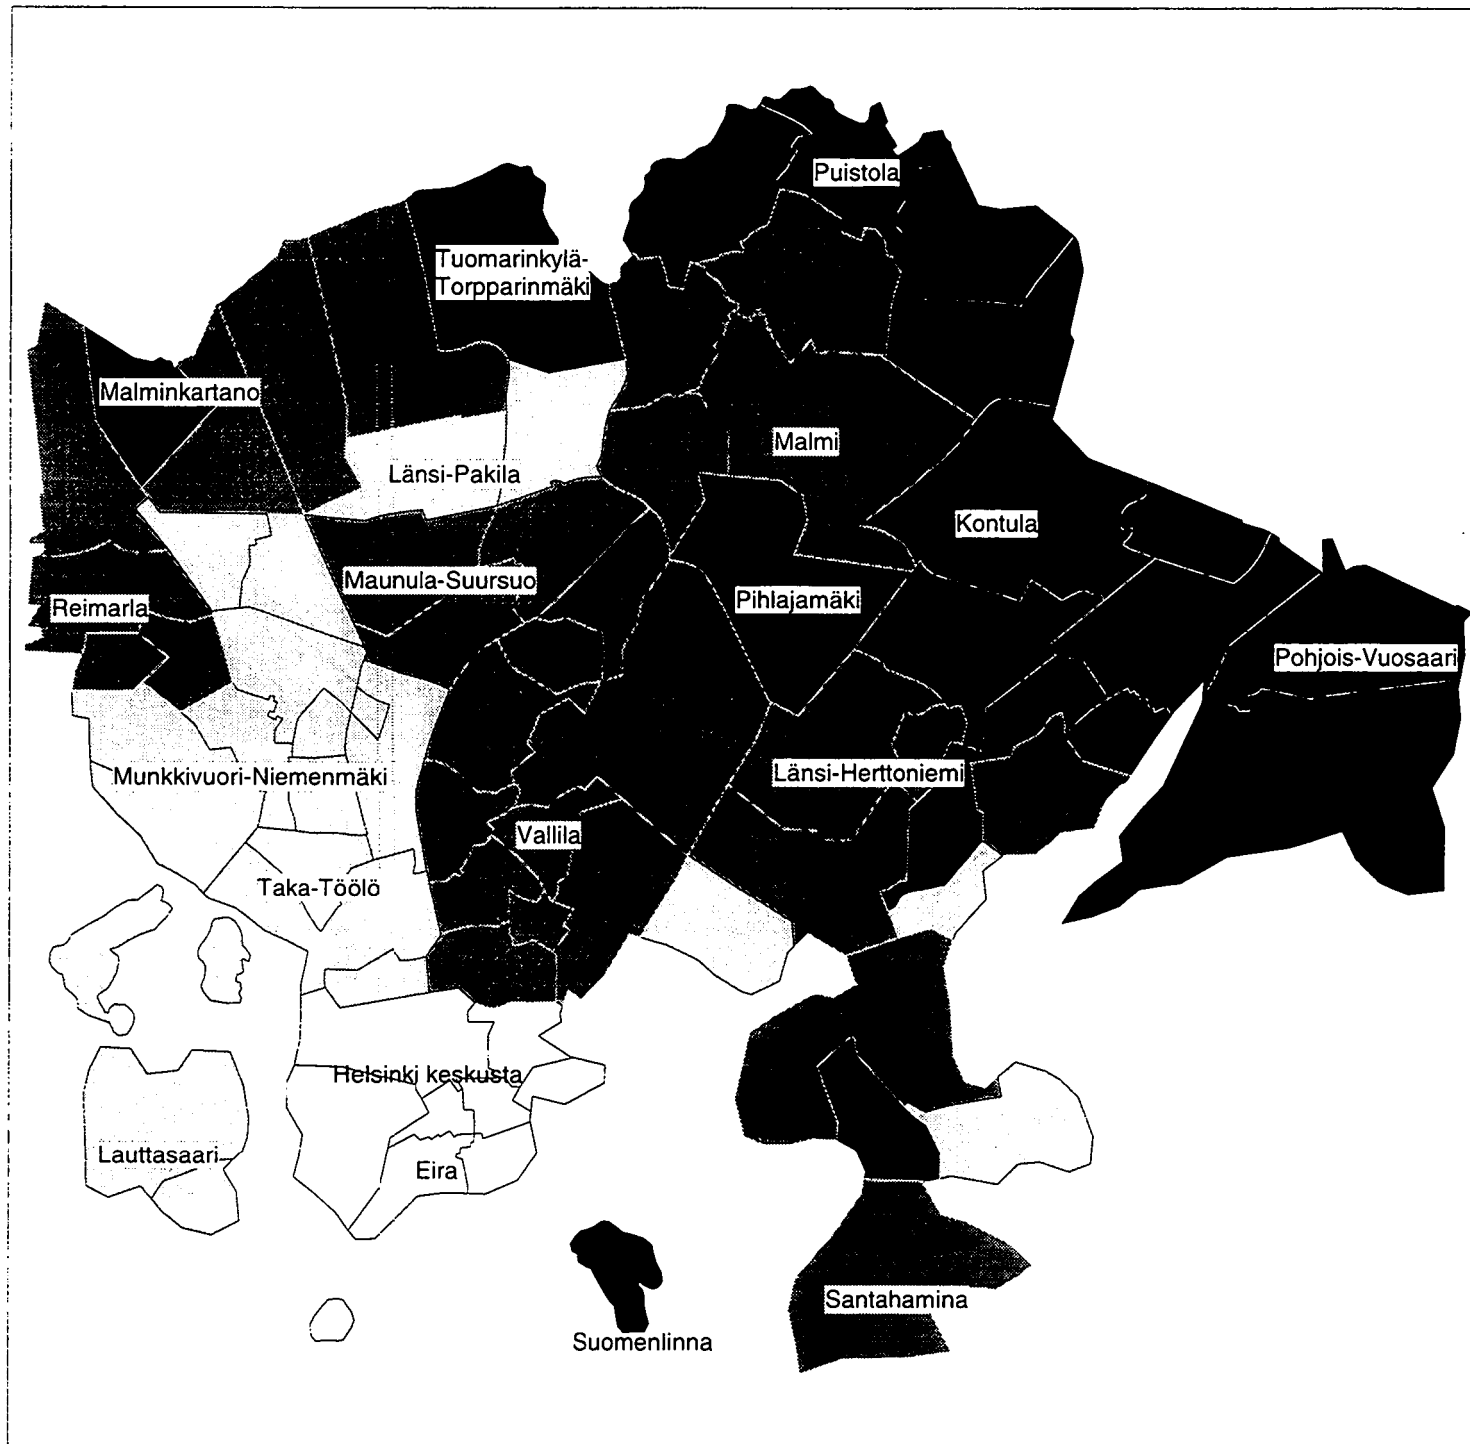 Puistola
Tuomarinkylä-
Torpparinmäki
Malminkartano
Malmi
Länsi-Pakila
Kontula
Maunula-Suursuo
Reimarla
Pihlajamäki
Pohjois-Vuosaari
Munkkivuori-Niemenmäki
Länsi-Herttoniemi
Vallila
Taka-Töölö
Helsinki keskusta
Lauttasaari
Eira
Santahamina
Suomenlinna